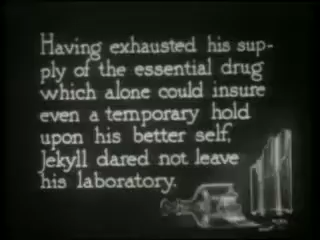 Having exhausted his sup-
ply of the essential drug
which alone could insure
even a temporary hold
upon his better self,
Jekyll dared not leave
his laboratory.